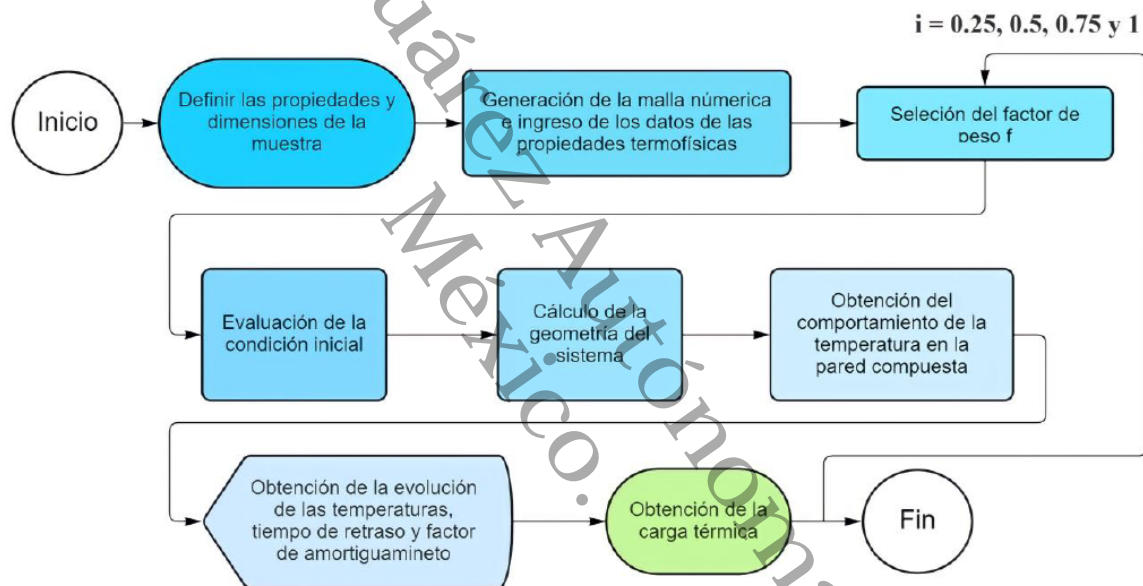 i = 0.25, 0.5, 0.75 y 1
Inicio
Definir las propiedades y
dimensiones de la
muestra
Generación de la malla númerica
e ingreso de los datos de las
propiedades termofísicas
Seleción del factor de
peso f
Evaluación de la
condición inicial
Cálculo de la
geometría del
sistema
Obtención del
comportamiento de la
temperatura en la
pared compuesta
Obtención de la evolución
de las temperaturas,
tiempo de retraso y factor
de amortiguamineto
Obtención de la
carga térmica
Fin
uárez Autónoma
México.